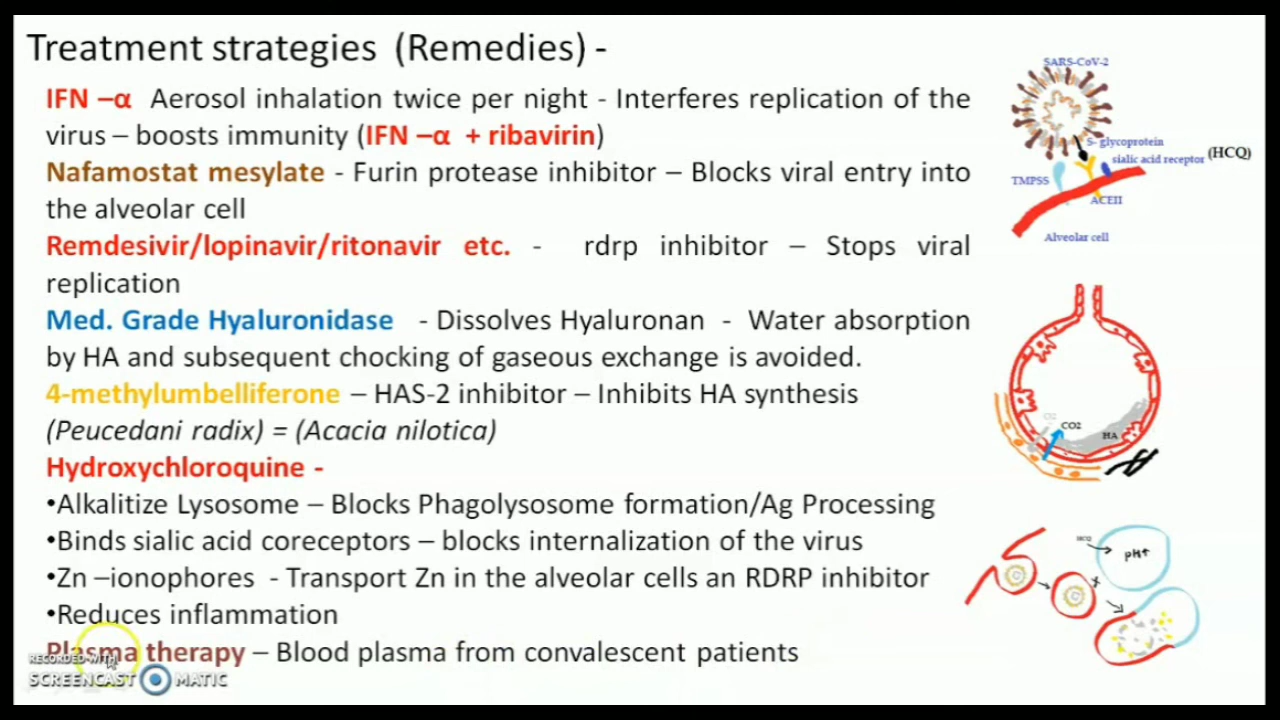 Treatment strategies (Remedies) -
IFN –α Aerosol inhalation twice per night - Interferes replication of the
virus – boosts immunity (IFN –α + ribavirin)
Nafamostat mesylate - Furin protease inhibitor – Blocks viral entry into
the alveolar cell
Remdesivir/lopinavir/ritonavir etc. - rdrp inhibitor – Stops viral
replication
Med. Grade Hyaluronidase - Dissolves Hyaluronan - Water absorption
by HA and subsequent chocking of gaseous exchange is avoided.
4-methylumbelliferone – HAS-2 inhibitor – Inhibits HA synthesis
(Peucedani radix) = (Acacia nilotica)
Hydroxychloroquine -
•Alkalitize Lysosome – Blocks Phagolysosome formation/Ag Processing
•Binds sialic acid coreceptors – blocks internalization of the virus
•Zn –ionophores - Transport Zn in the alveolar cells an RDRP inhibitor
•Reduces inflammation
Plasma therapy – Blood plasma from convalescent patients
RECORDED WITH
SCREENCAST MATIC
SARS-CoV-2
S- glycoprotein
sialic acid receptor (HCQ)
TMPSS
ACEII
Alveolar cell
O2
CO2
HA
HCQ
pH↑